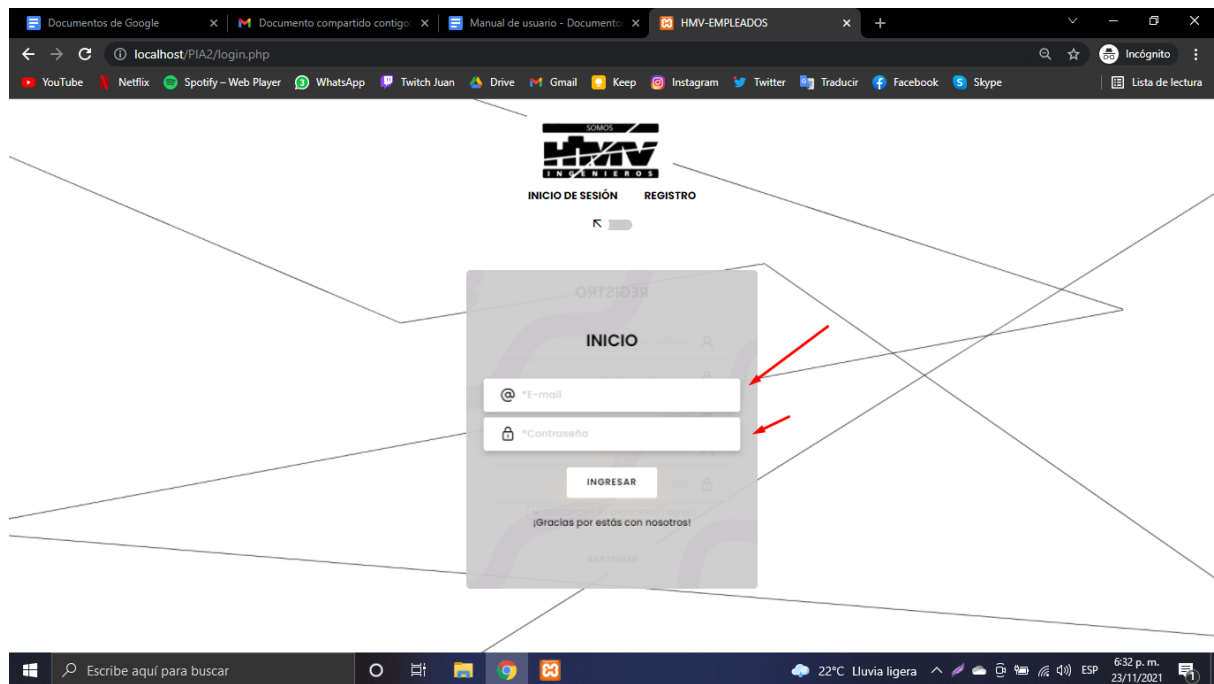 Documentos de Google
Documento compartido contigo:
Manual de usuario - Documento
HMV-EMPLEADOS
localhost/PIA2/login.php
Incógnito
YouTube Netflix Spotify – Web Player WhatsApp Twitch Juan Drive Gmail Keep Instagram Twitter Traducir Facebook Skype Lista de lectura
SOMOS
HMV
INGENIEROS
INICIO DE SESIÓN REGISTRO
REGISTRO
INICIO
*E-mail
*Contraseña
INGRESAR
¡Gracias por estás con nosotros!
Escribe aquí para buscar
22°C Lluvia ligera
ESP
6:32 p. m.
23/11/2021
1